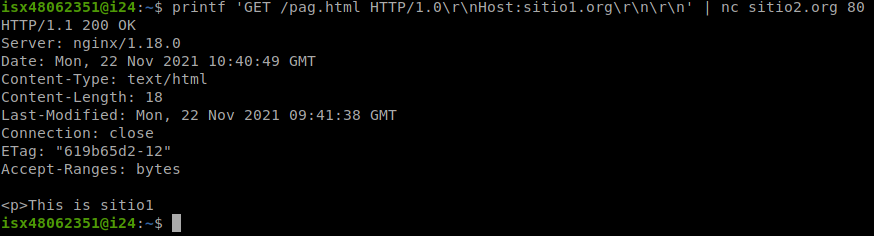 isx48062351@i24:~$ printf 'GET /pag.html HTTP/1.0\r\nHost:sitio1.org\r\n\r\n' | nc sitio2.org 80
HTTP/1.1 200 OK
Server: nginx/1.18.0
Date: Mon, 22 Nov 2021 10:40:49 GMT
Content-Type: text/html
Content-Length: 18
Last-Modified: Mon, 22 Nov 2021 09:41:38 GMT
Connection: close
ETag: "619b65d2-12"
Accept-Ranges: bytes

<p>This is sitio1
isx48062351@i24:~$